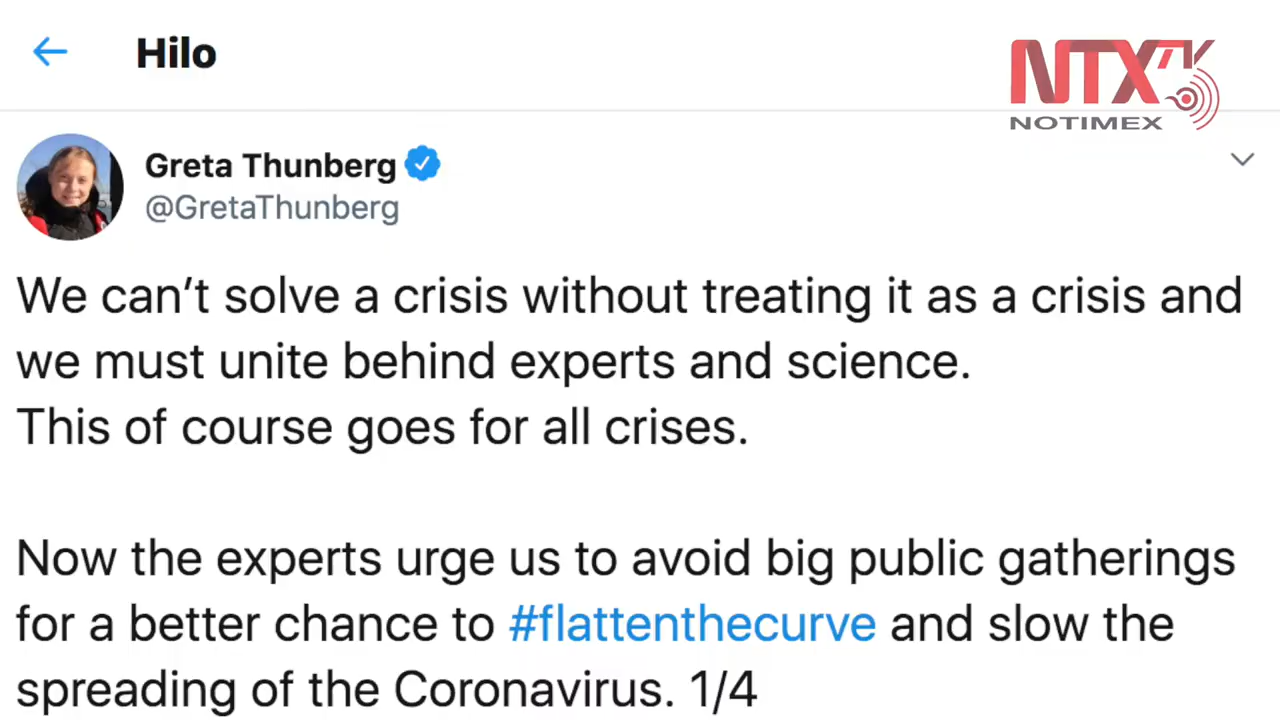 Hilo
NTXTV
NOTIMEX
Greta Thunberg
@GretaThunberg
We can't solve a crisis without treating it as a crisis and
we must unite behind experts and science.
This of course goes for all crises.
Now the experts urge us to avoid big public gatherings
for a better chance to #flattenthecurve and slow the
spreading of the Coronavirus. 1/4